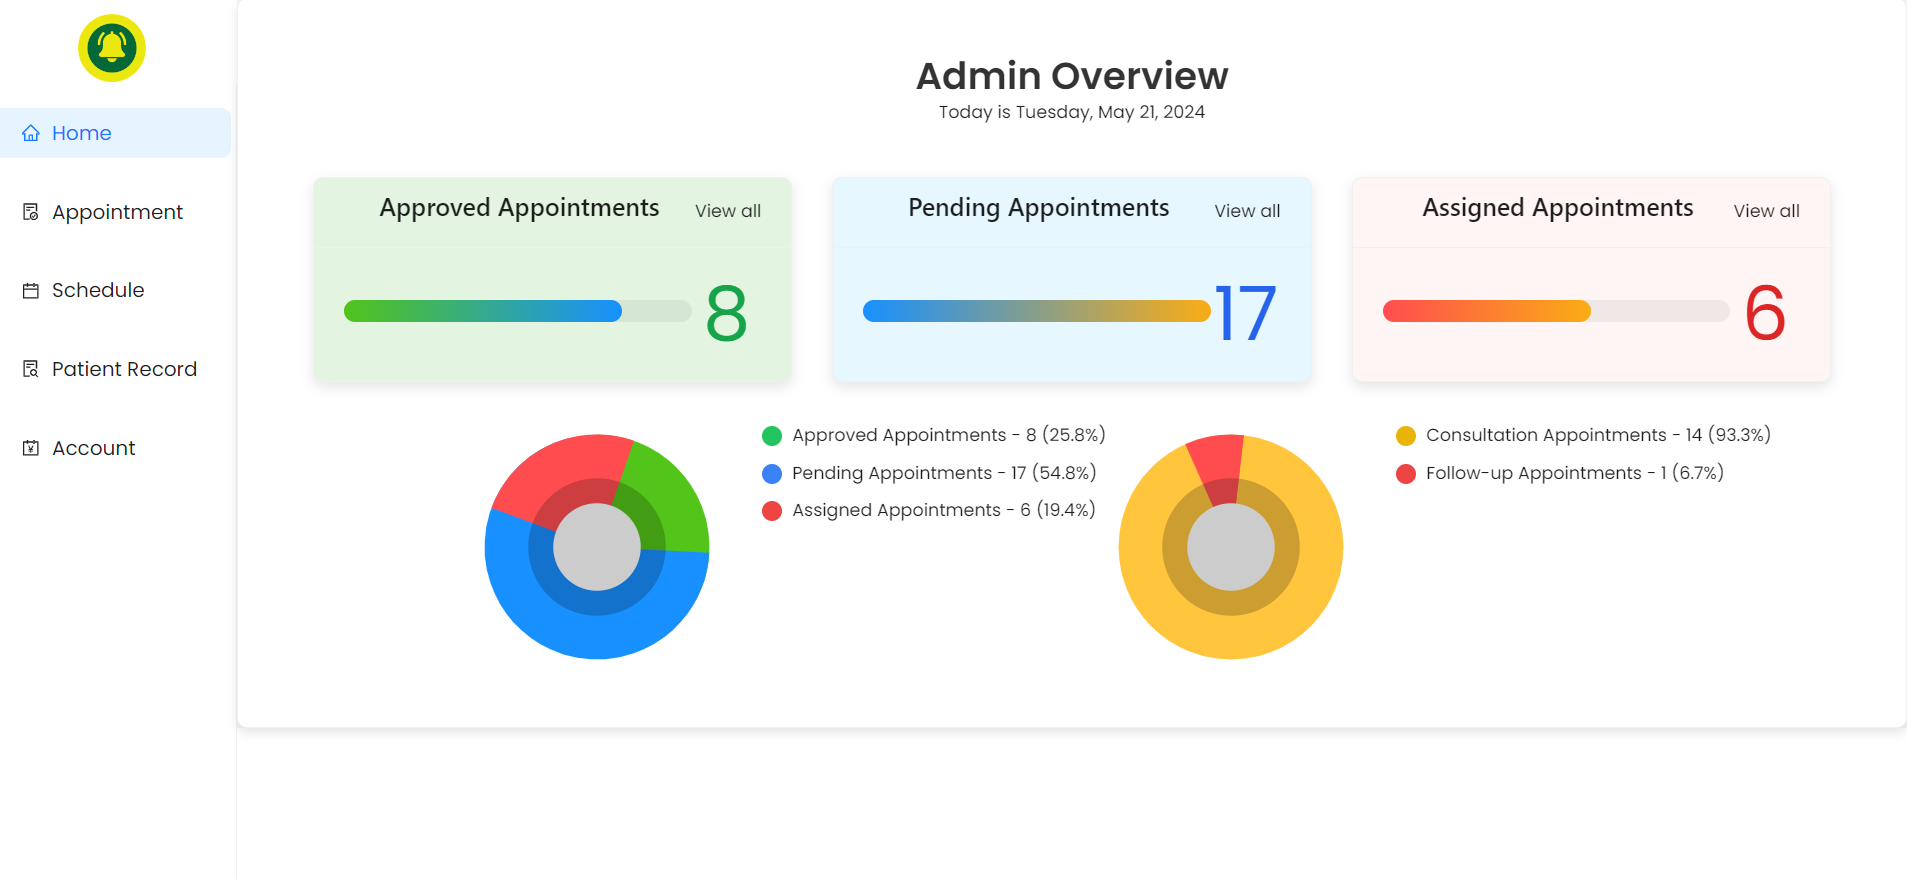 Home
Appointment
Schedule
Patient Record
Account
Admin Overview
Today is Tuesday, May 21, 2024
Approved Appointments View all
8
Pending Appointments View all
17
Assigned Appointments View all
6
Approved Appointments - 8 (25.8%)
Pending Appointments - 17 (54.8%)
Assigned Appointments - 6 (19.4%)
Consultation Appointments - 14 (93.3%)
Follow-up Appointments - 1 (6.7%)